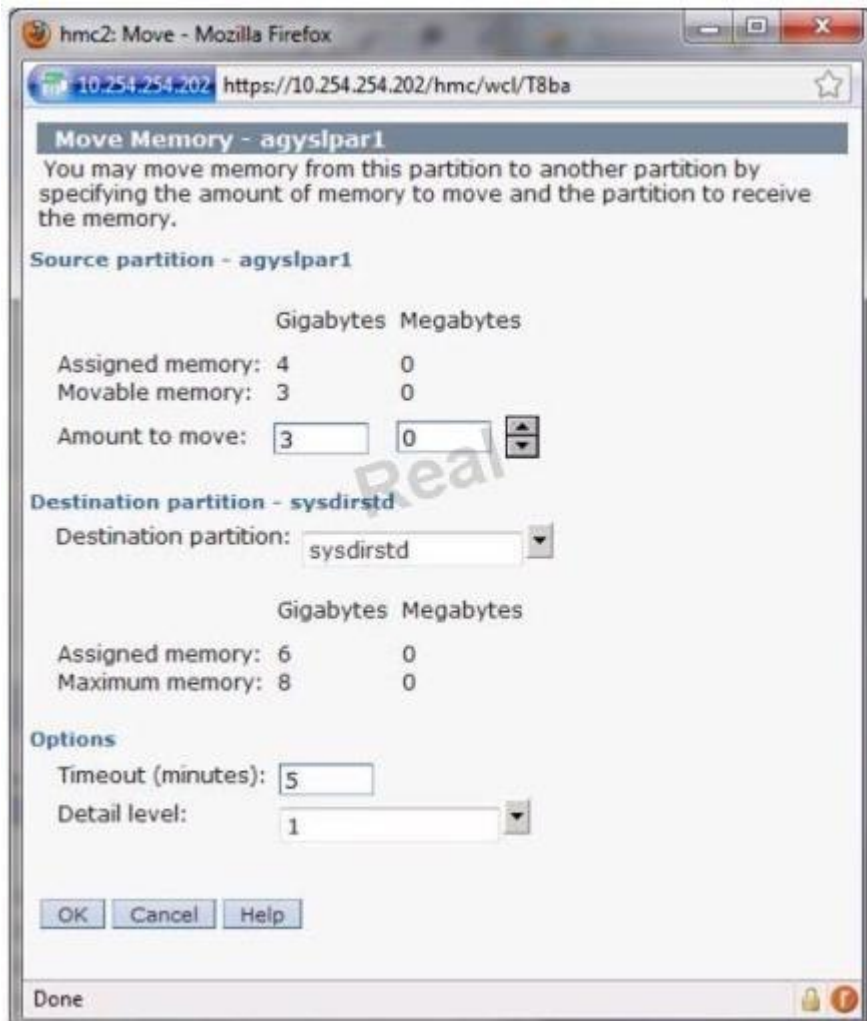 hmc2: Move - Mozilla Firefox
10.254.254.202 https://10.254.254.202/hmc/wcl/T8ba
Move Memory - agyslpar1
You may move memory from this partition to another partition by
specifying the amount of memory to move and the partition to receive
the memory.
Source partition - agyslpar1
Gigabytes Megabytes
Assigned memory: 4 0
Movable memory: 3 0
Amount to move: 3 0
Real
Destination partition - sysdirstd
Destination partition: sysdirstd
Gigabytes Megabytes
Assigned memory: 6 0
Maximum memory: 8 0
Options
Timeout (minutes): 5
Detail level: 1
OK Cancel Help
Done